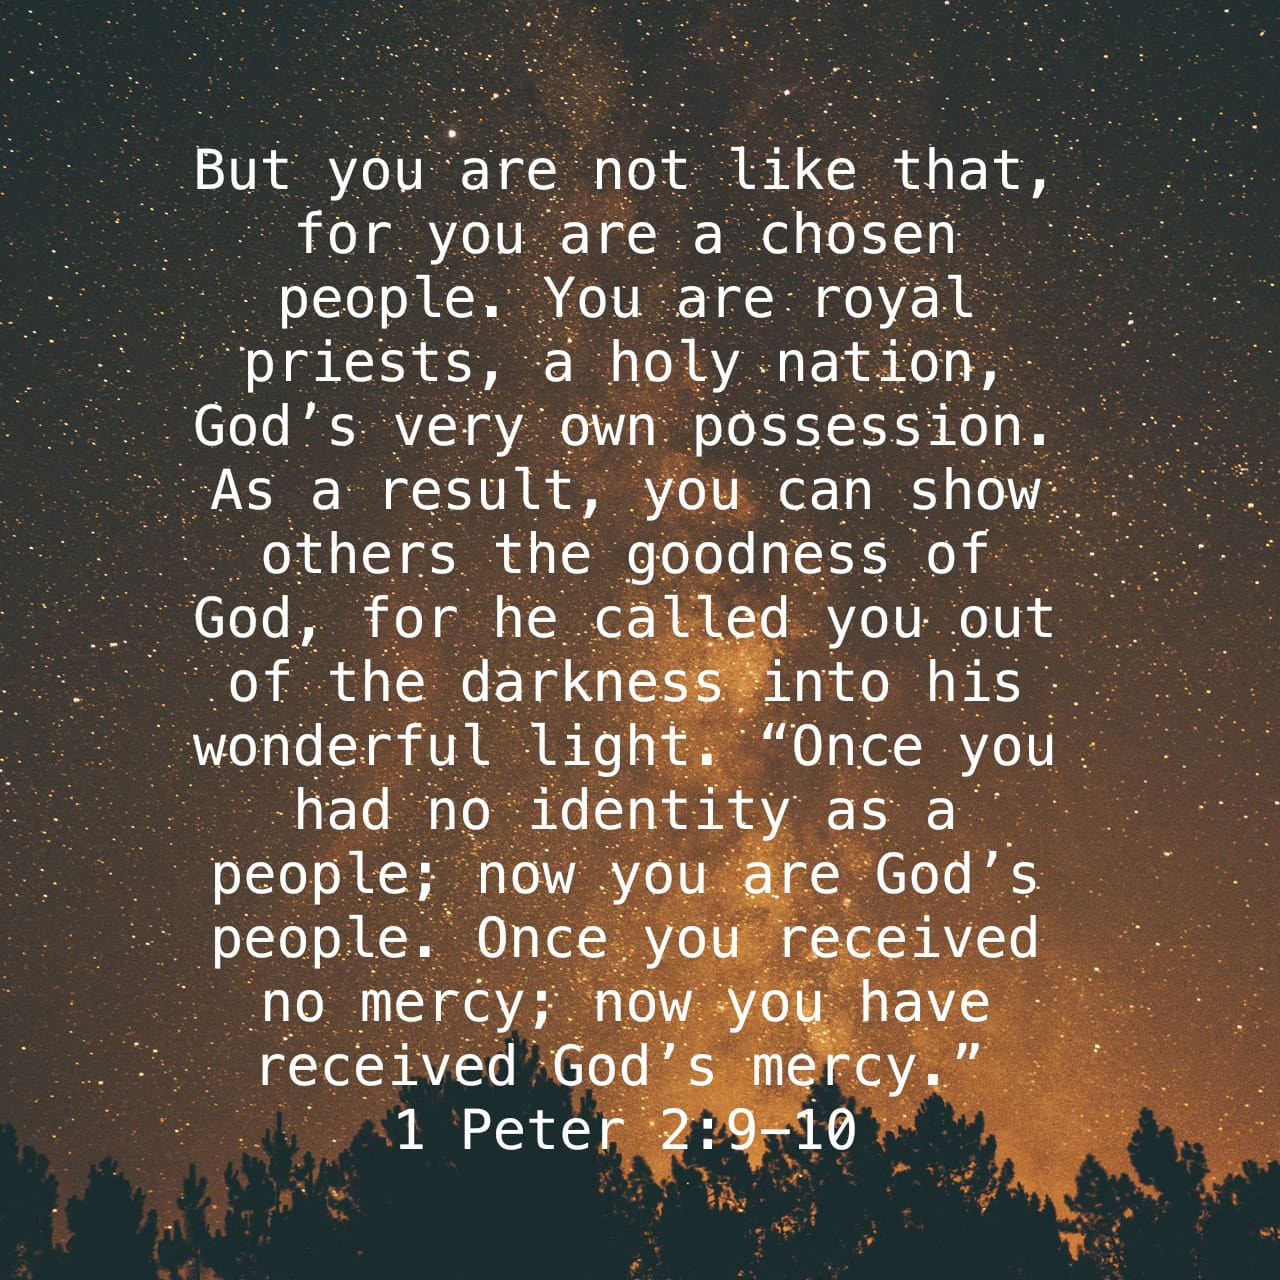 But you are not like that,
for you are a chosen
people. You are royal
priests, a holy nation,
God’s very own possession.
As a result, you can show
others the goodness of
God, for he called you out
of the darkness into his
wonderful light. “Once you
had no identity as a
people; now you are God’s
people. Once you received
no mercy; now you have
received God’s mercy.”
1 Peter 2:9–10